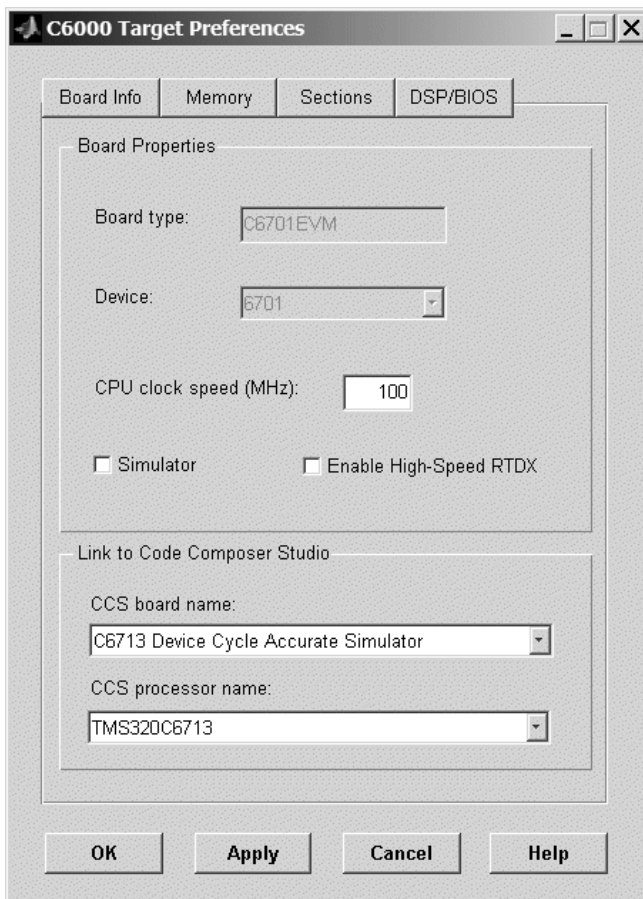 C6000 Target Preferences
Board Info Memory Sections DSP/BIOS
Board Properties
Board type: C6701EVM
Device: 6701
CPU clock speed (MHz): 100
Simulator Enable High-Speed RTDX
Link to Code Composer Studio
CCS board name:
C6713 Device Cycle Accurate Simulator
CCS processor name:
TMS320C6713
OK Apply Cancel Help